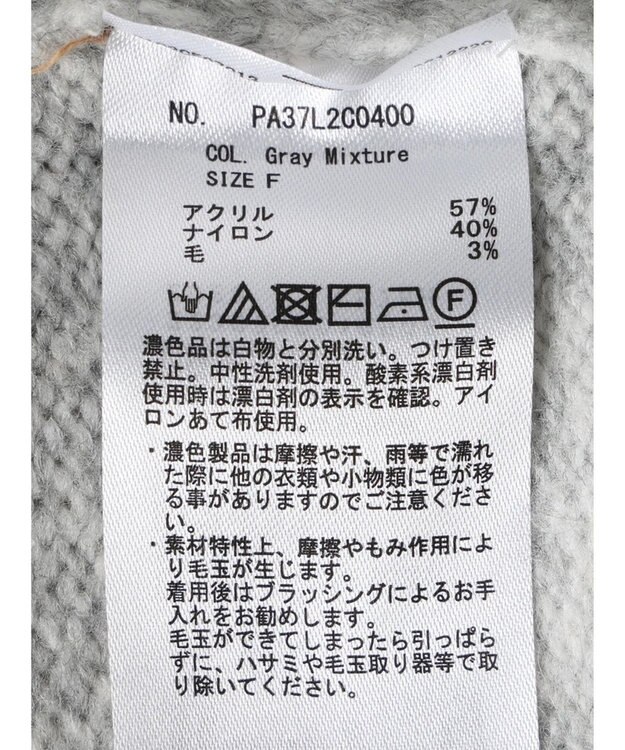 NO. PA37L2C0400
COL. Gray Mixture
SIZE F
アクリル 57%
ナイロン 40%
毛 3%
F
濃色品は白物と分別洗い。つけ置き
禁止。中性洗剤使用。酸素系漂白剤
使用時は漂白剤の表示を確認。アイ
ロンあて布使用。
・濃色製品は摩擦や汗、雨等で濡れ
た際に他の衣類や小物類に色が移
る事がありますのでご注意くださ
い。
・素材特性上、摩擦やもみ作用によ
り毛玉が生じます。
着用後はブラッシングによるお手
入れをお勧めします。
毛玉ができてしまったら引っぱら
ずに、ハサミや毛玉取り器等で取
り除いてください。